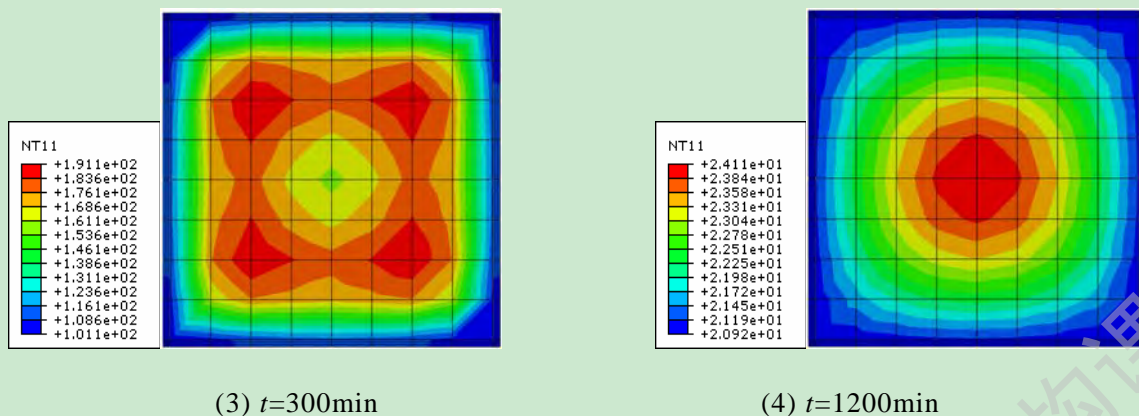 NT11
+1.911e+02
+1.836e+02
+1.761e+02
+1.686e+02
+1.611e+02
+1.536e+02
+1.461e+02
+1.386e+02
+1.311e+02
+1.236e+02
+1.161e+02
+1.086e+02
+1.011e+02
NT11
+2.411e+01
+2.384e+01
+2.358e+01
+2.331e+01
+2.304e+01
+2.278e+01
+2.251e+01
+2.225e+01
+2.198e+01
+2.172e+01
+2.145e+01
+2.119e+01
+2.092e+01
(3) t=300min
(4) t=1200min